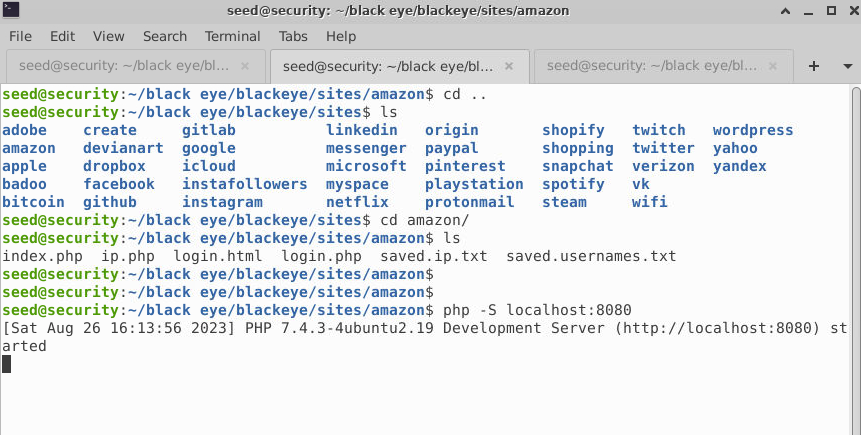 seed@security: ~/black eye/blackeye/sites/amazon
File Edit View Search Terminal Tabs Help
seed@security: ~/black eye/bl... × seed@security: ~/black eye/bl... × seed@security: ~/black eye/bl... ×
seed@security:~/black eye/blackeye/sites/amazon$ cd ..
seed@security:~/black eye/blackeye/sites$ ls
adobe create gitlab linkedin origin shopify twitch wordpress
amazon devianart google messenger paypal shopping twitter yahoo
apple dropbox icloud microsoft pinterest snapchat verizon yandex
badoo facebook instafollowers myspace playstation spotify vk
bitcoin github instagram netflix protonmail steam wifi
seed@security:~/black eye/blackeye/sites$ cd amazon/
seed@security:~/black eye/blackeye/sites/amazon$ ls
index.php ip.php login.html login.php saved.ip.txt saved.usernames.txt
seed@security:~/black eye/blackeye/sites/amazon$
seed@security:~/black eye/blackeye/sites/amazon$
seed@security:~/black eye/blackeye/sites/amazon$ php -S localhost:8080
[Sat Aug 26 16:13:56 2023] PHP 7.4.3-4ubuntu2.19 Development Server (http://localhost:8080) st
arted